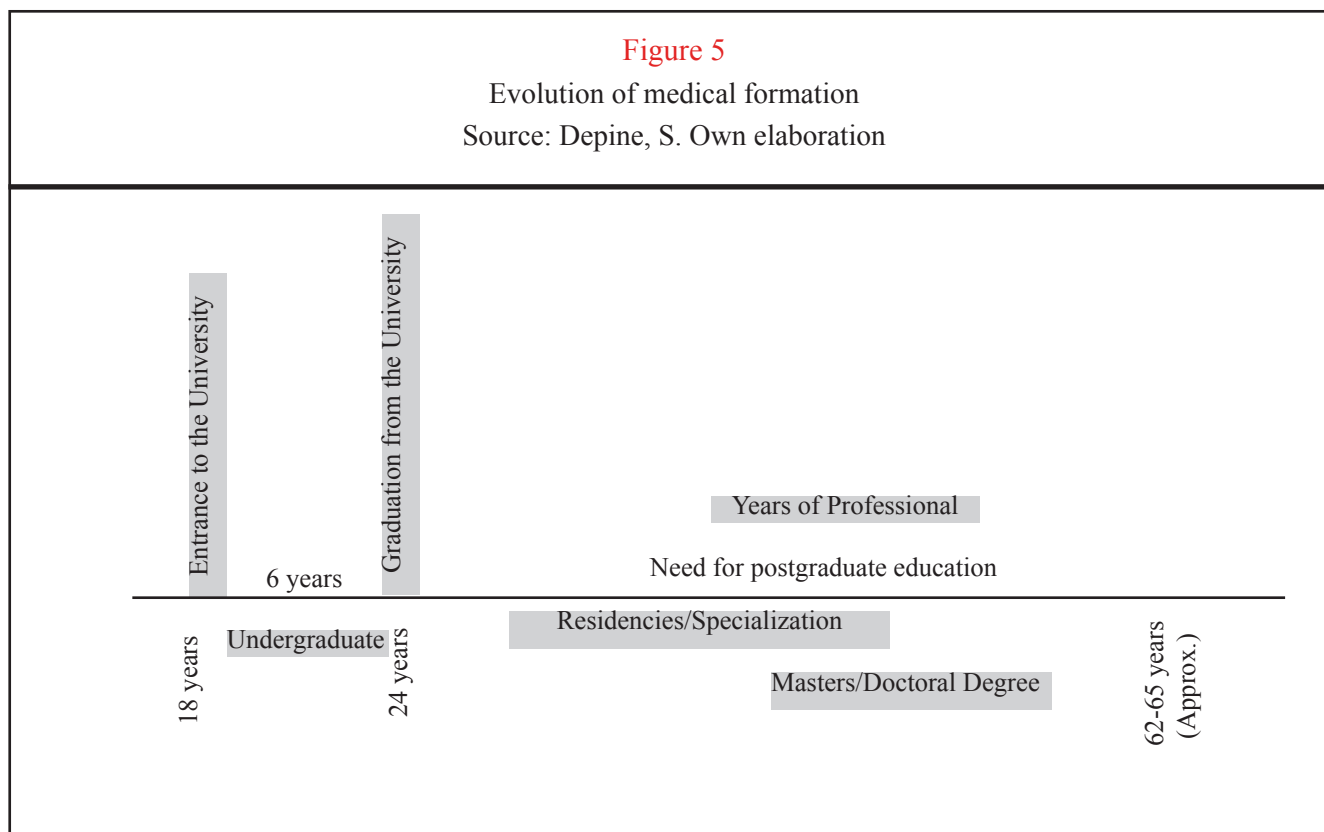 Figure 5
Evolution of medical formation
Source: Depine, S. Own elaboration
Entrance to the University
Graduation from the University
Years of Professional
6 years
Need for postgraduate education
18 years
Undergraduate
24 years
Residencies/Specialization
Masters/Doctoral Degree
62-65 years
(Approx.)